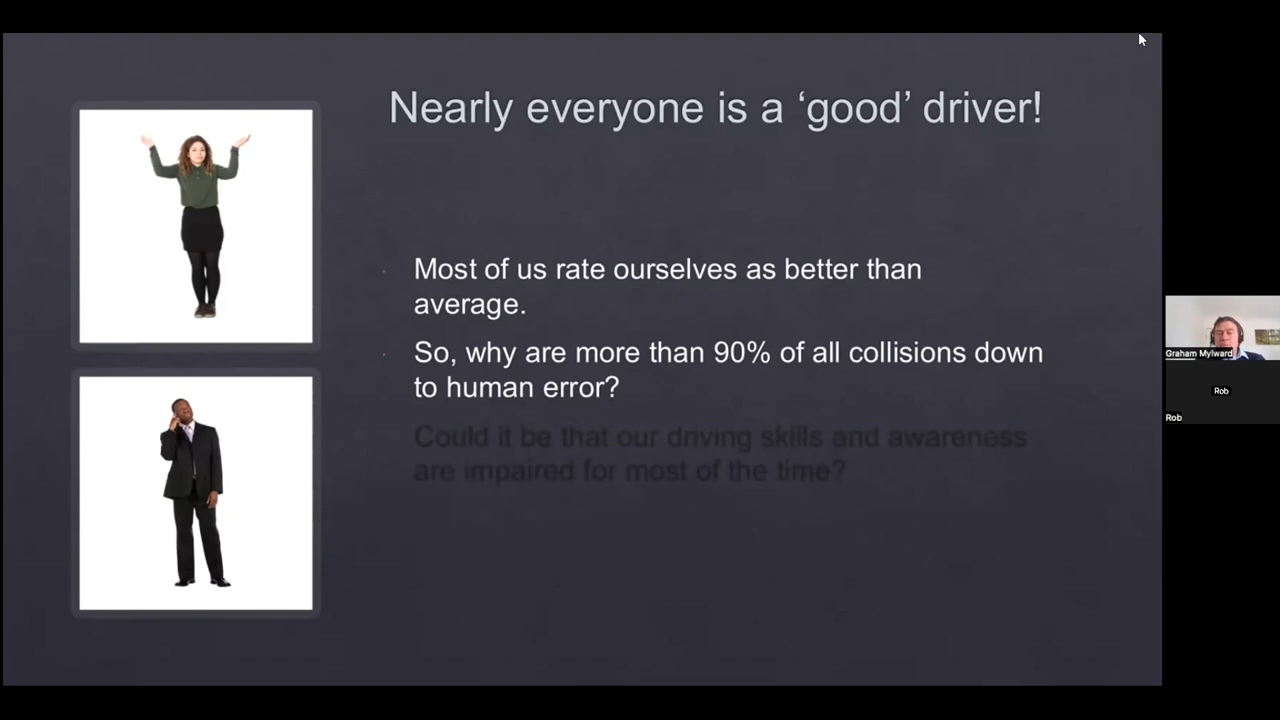 Nearly everyone is a ‘good’ driver!
Most of us rate ourselves as better than
average.
So, why are more than 90% of all collisions down
to human error?
Could it be that our driving skills and awareness
are impaired for most of the time?
Graham Mylward
Rob
Rob